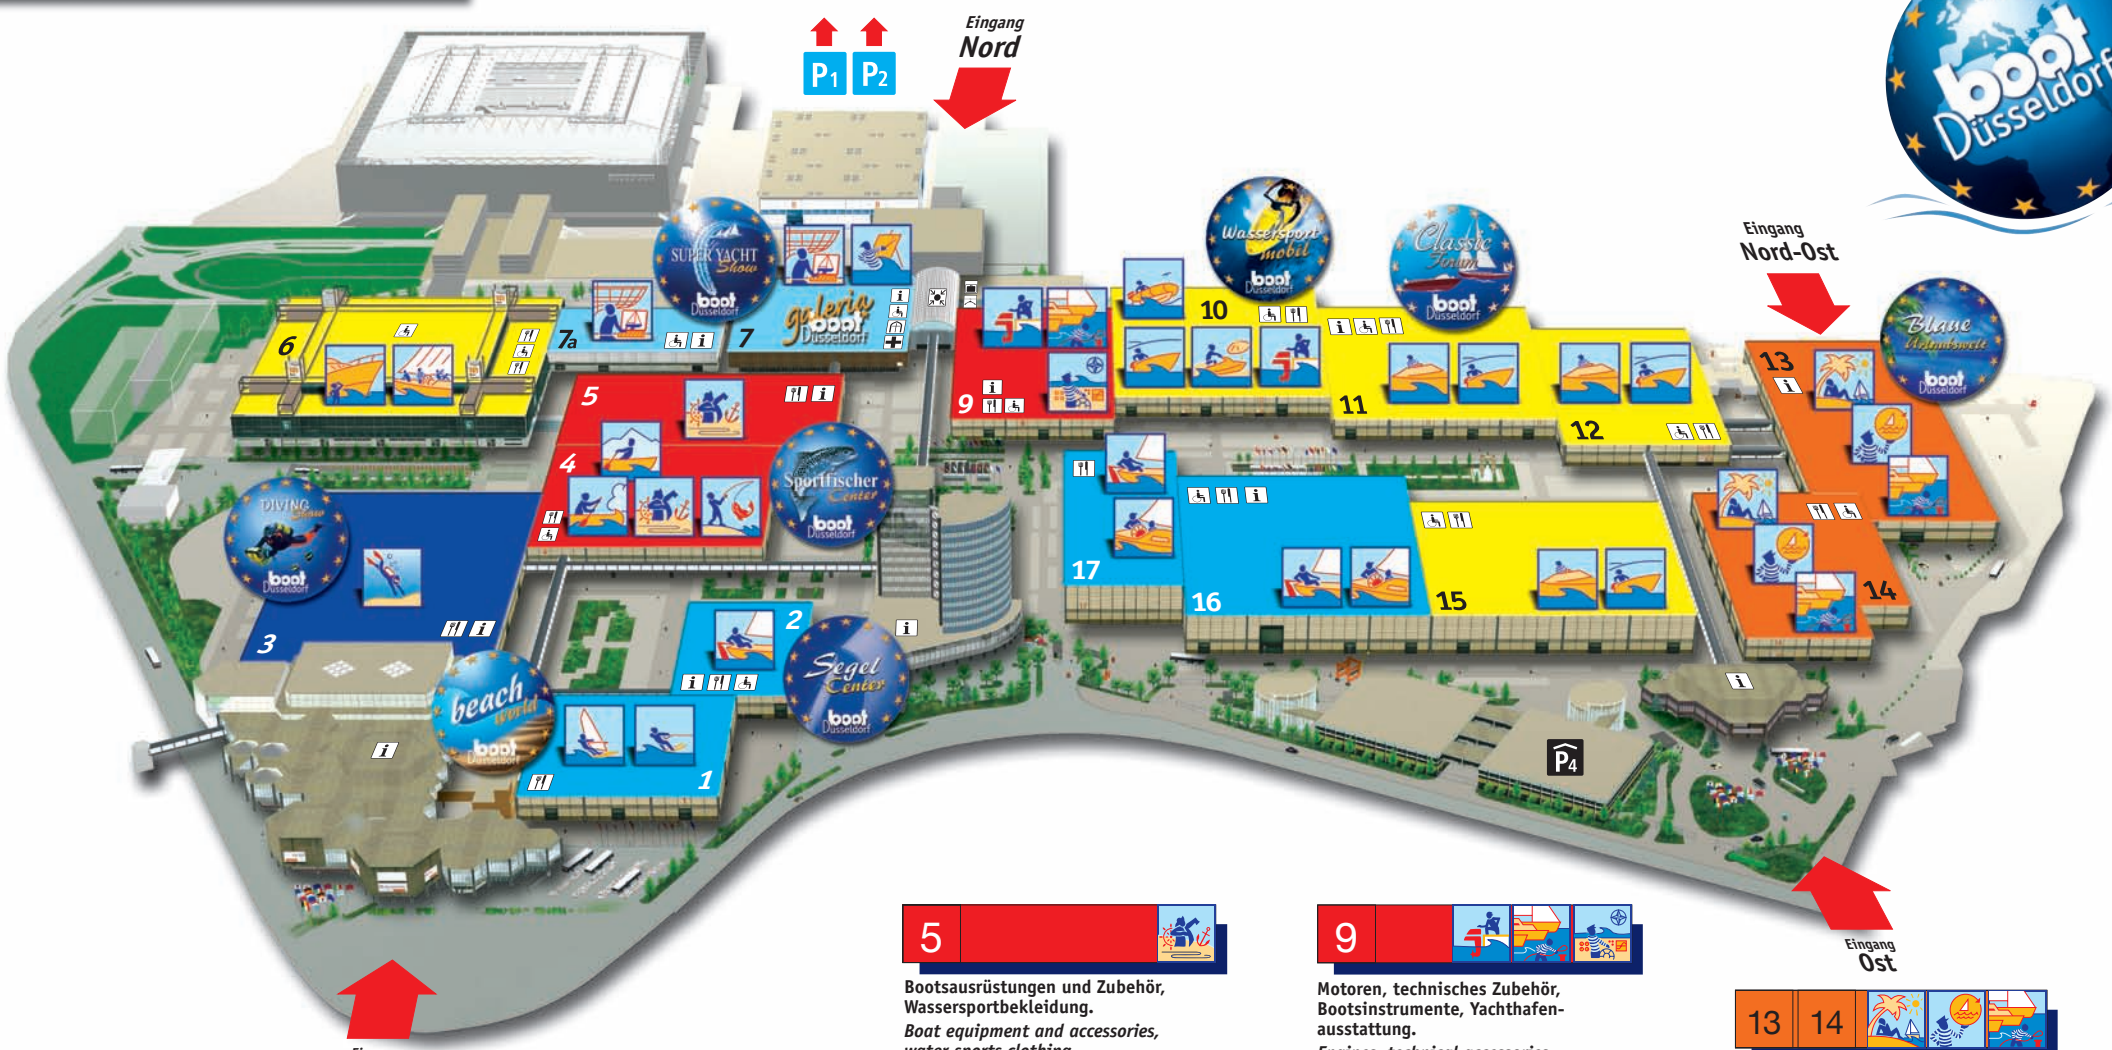 Eingang
Nord
P1 P2
boot
Düsseldorf
Eingang
Nord-Ost
SUPER YACHT
Show
boot
Düsseldorf
galeria
boot
Düsseldorf
Wassersport
mobil
boot
Düsseldorf
Classic
Forum
boot
Düsseldorf
Blaue
Urlaubswelt
boot
Düsseldorf
6
7a
i
7
i
10
i
13
i
5
i
9
i
11
12
4
Sportfischer
Center
boot
Düsseldorf
DIVING
Show
boot
Düsseldorf
3
i
17
i
16
15
14
2
i
i
Segel
Center
boot
Düsseldorf
beach
world
boot
Düsseldorf
i
1
i
P4
Eingang
Ost
5
Bootsausrüstungen und Zubehör,
Wassersportbekleidung.
Boat equipment and accessories,
water sports clothing.
9
Motoren, technisches Zubehör,
Bootsinstrumente, Yachthafen-
ausstattung.
13 14